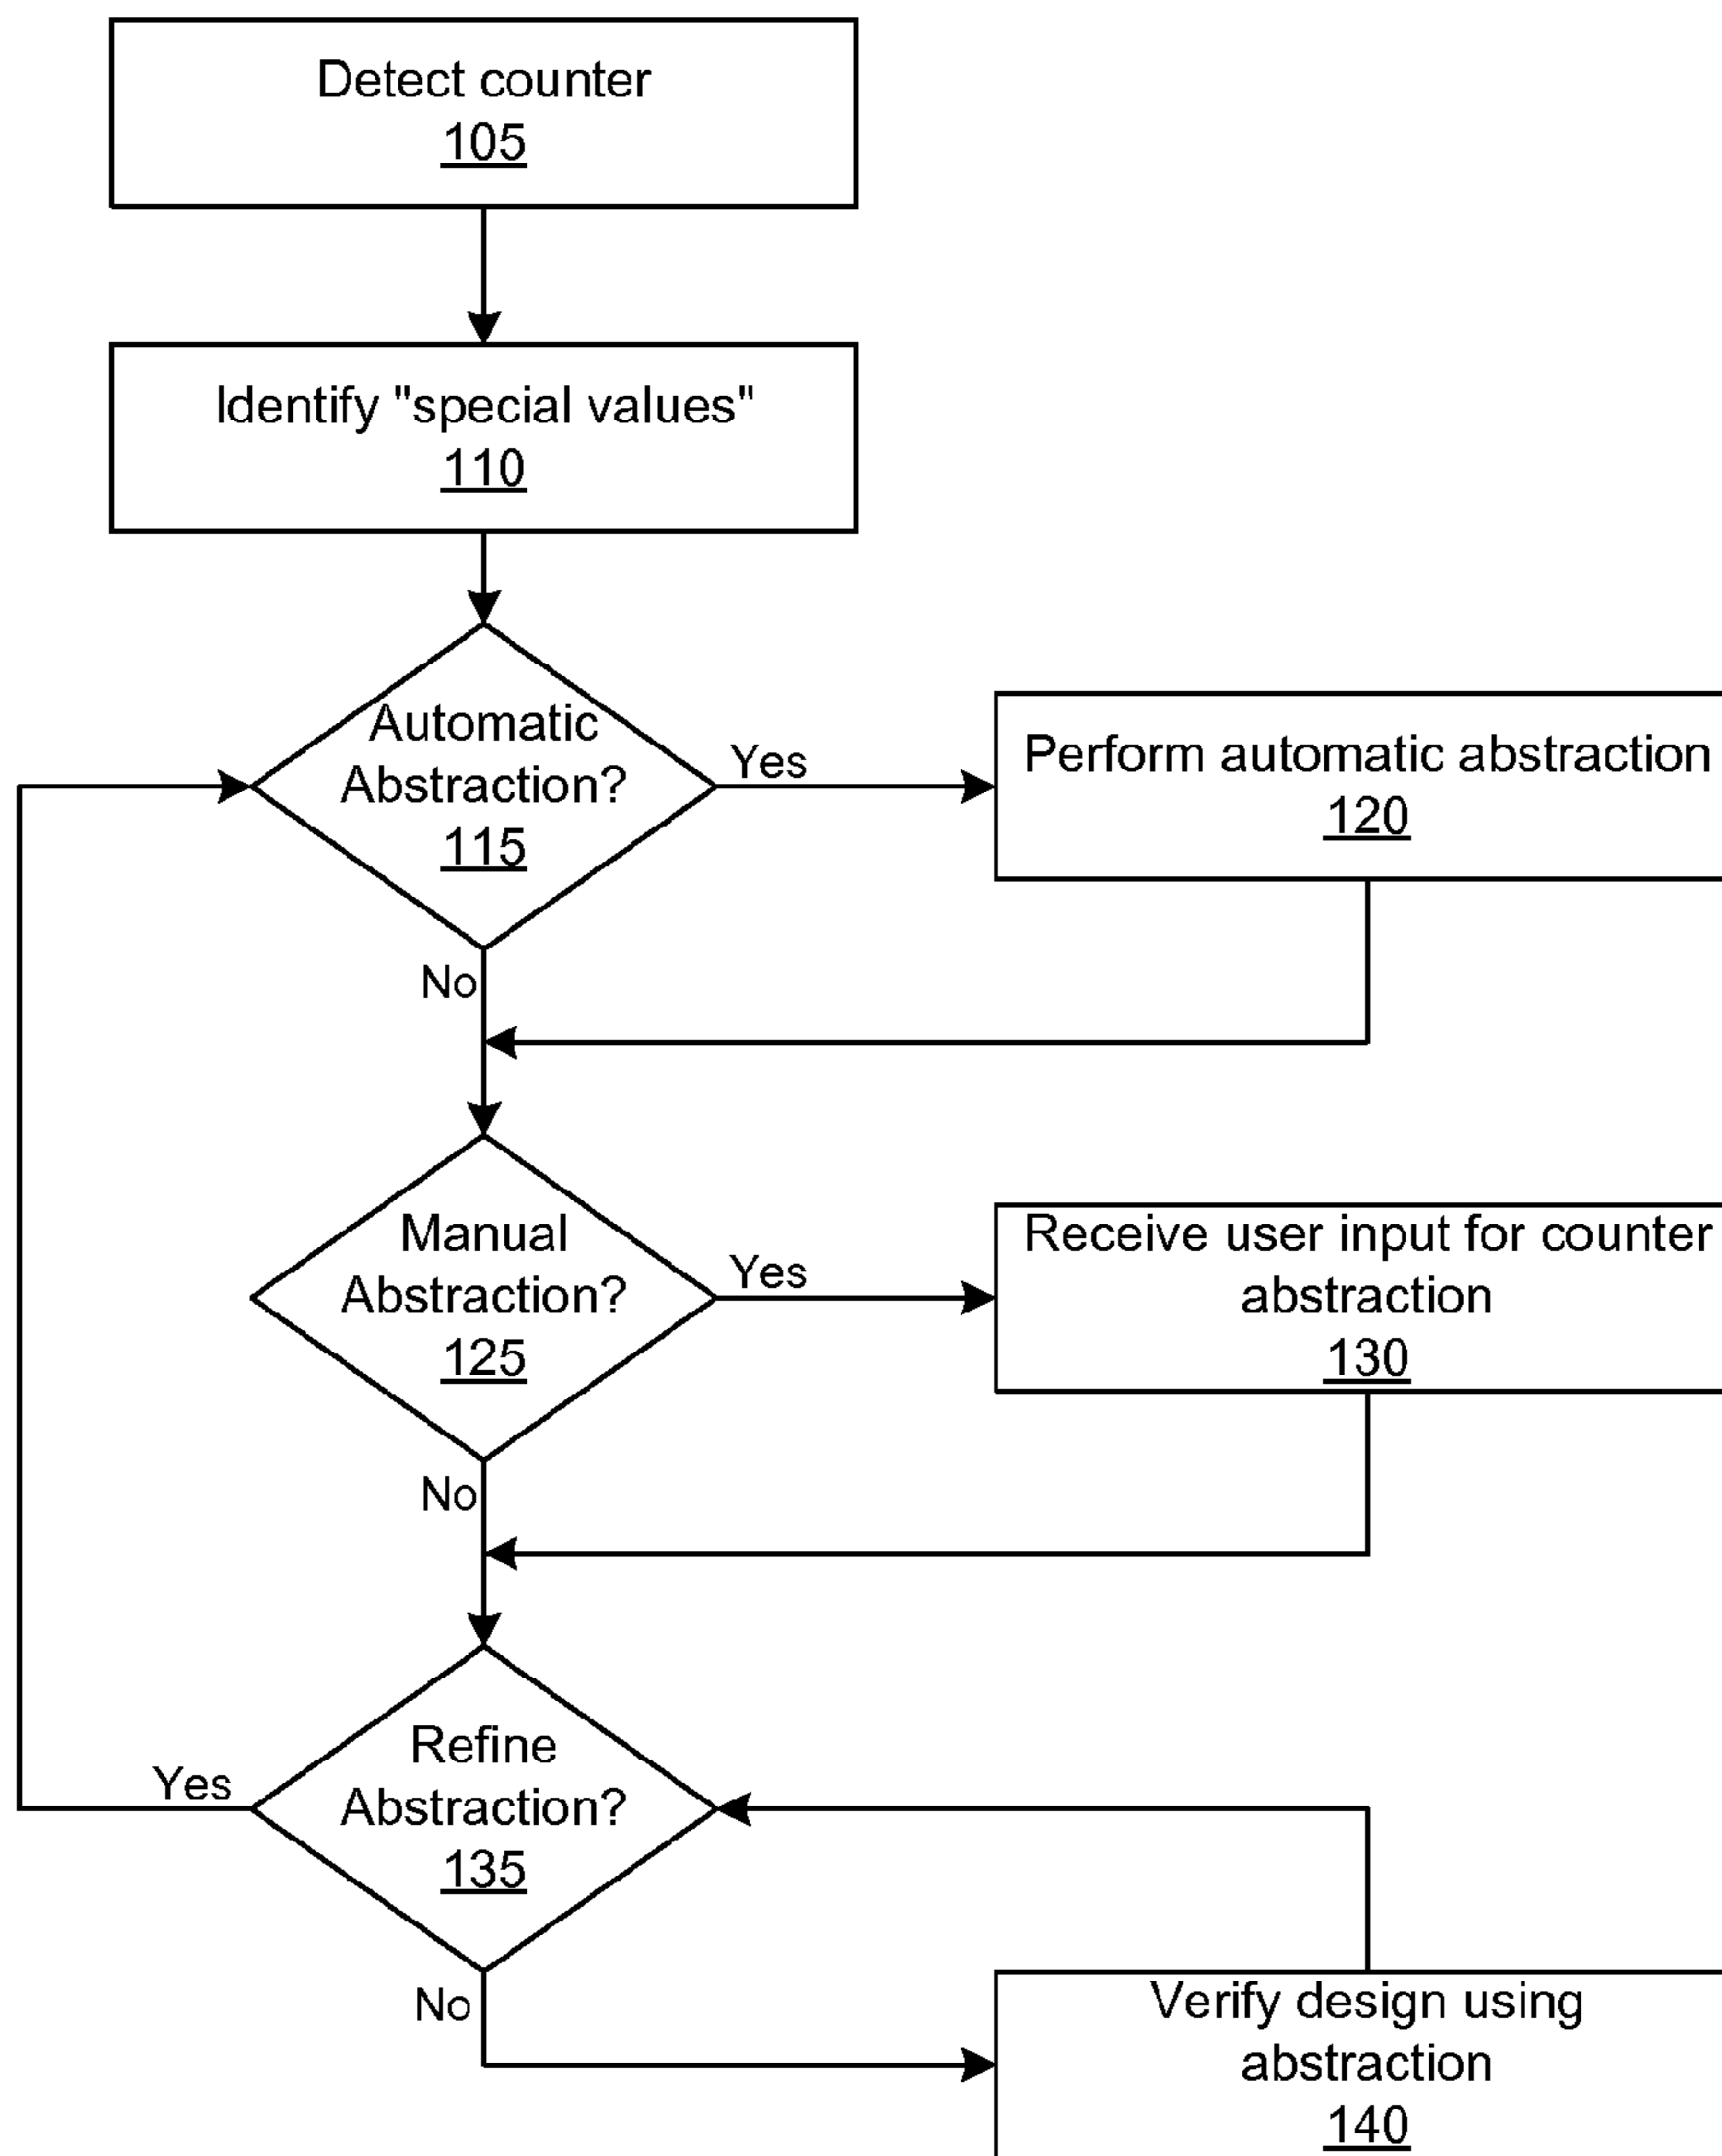 Detect counter
105
Identify "special values"
110
Automatic
Abstraction?
115
Yes
Perform automatic abstraction
120
No
Manual
Abstraction?
125
Yes
Receive user input for counter
abstraction
130
No
Refine
Abstraction?
135
Yes
No
Verify design using
abstraction
140